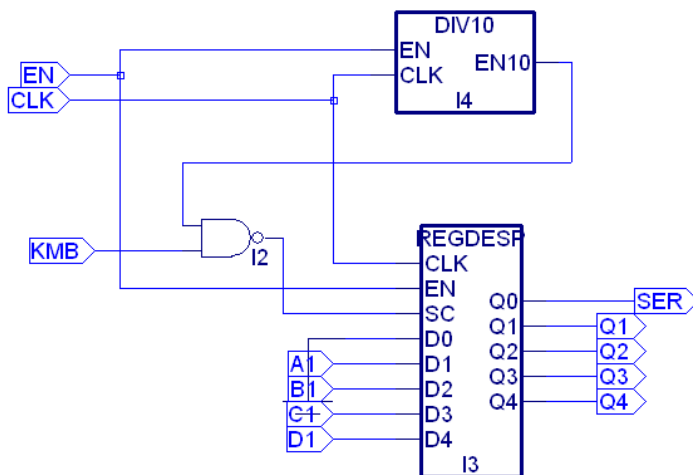 DIV10
EN
EN10
EN
CLK
CLK
I4
REGDESP
KMB
I2
CLK
EN
SC
Q0
SER
D0
Q1
Q1
A1
D1
Q2
Q2
B1
D2
Q3
Q3
C1
D3
Q4
Q4
D1
D4
I3